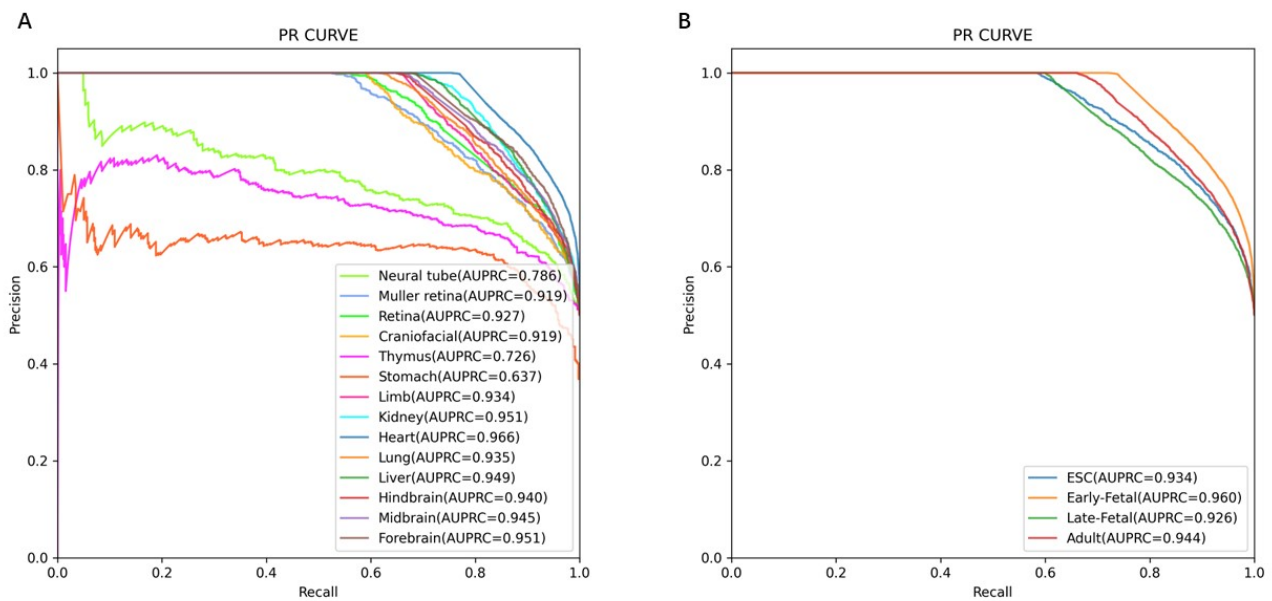 A
PR CURVE
1.0
0.8
0.6
0.4
0.2
0.0
Precision
0.0 0.2 0.4 0.6 0.8 1.0
Recall
Neural tube(AUPRC=0.786)
Muller retina(AUPRC=0.919)
Retina(AUPRC=0.927)
Craniofacial(AUPRC=0.919)
Thymus(AUPRC=0.726)
Stomach(AUPRC=0.637)
Limb(AUPRC=0.934)
Kidney(AUPRC=0.951)
Heart(AUPRC=0.966)
Lung(AUPRC=0.935)
Liver(AUPRC=0.949)
Hindbrain(AUPRC=0.940)
Midbrain(AUPRC=0.945)
Forebrain(AUPRC=0.951)
B
PR CURVE
1.0
0.8
0.6
0.4
0.2
0.0
Precision
0.0 0.2 0.4 0.6 0.8 1.0
Recall
ESC(AUPRC=0.934)
Early-Fetal(AUPRC=0.960)
Late-Fetal(AUPRC=0.926)
Adult(AUPRC=0.944)